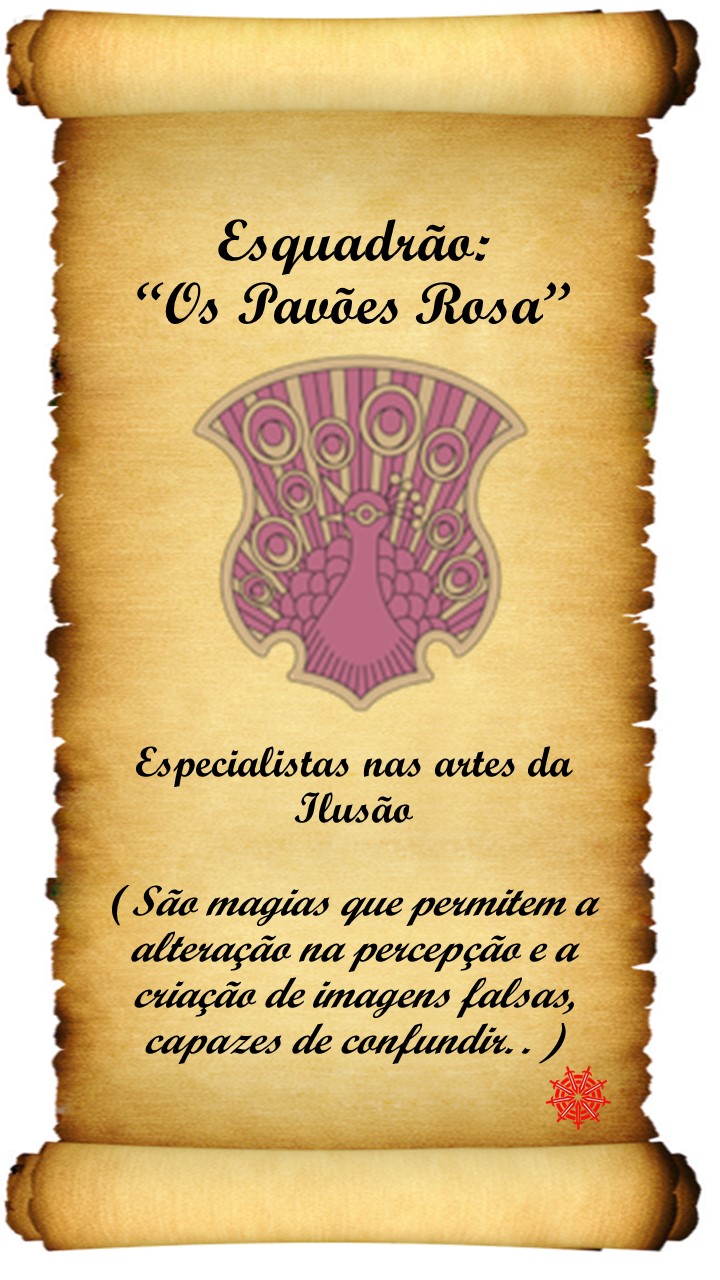 Esquadrão:
“Os Pavões Rosa”
Especialistas nas artes da
Ilusão
( São magias que permitem a
alteração na percepção e a
criação de imagens falsas,
capazes de confundir. . )